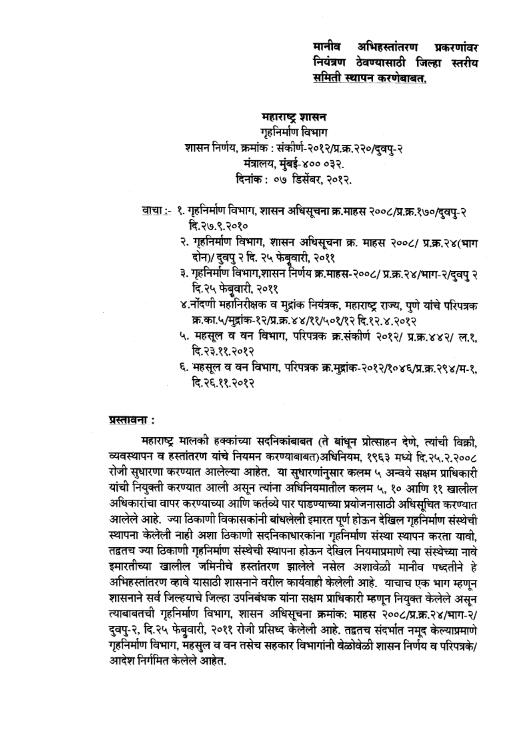 मानीव अभिहस्तांतरण प्रकरणांवर
नियंत्रण ठेवण्यासाठी जिल्हा स्तरीय
समिती स्थापन करणेबाबत.
महाराष्ट्र शासन
गृहनिर्माण विभाग
शासन निर्णय, क्रमांक : संकीर्ण-२०१२/प्र.क्र.२२०/दुवपु-२
मंत्रालय, मुंबई-४०० ०३२.
दिनांक : ०७ डिसेंबर, २०१२.
वाचा :- १. गृहनिर्माण विभाग, शासन अधिसूचना क्र.माहस २००८/प्र.क्र.१७०/दुवपु-२
दि.२७.९.२०१०
२. गृहनिर्माण विभाग, शासन अधिसूचना क्र. माहस २००८/ प्र.क्र.२४(भाग
दोन)/ दुवपु २ दि. २५ फेब्रुवारी, २०११
३. गृहनिर्माण विभाग,शासन निर्णय क्र.माहस-२००८/ प्र.क्र.२४/भाग-२/दुवपु २
दि.२५ फेब्रुवारी, २०११
४.नोंदणी महानिरीक्षक व मुद्रांक नियंत्रक, महाराष्ट्र राज्य, पुणे यांचे परिपत्रक
क्र.का.५/मुद्रांक-१२/प्र.क्र.४४/११/५०१/१२ दि.१२.४.२०१२
५. महसूल व वन विभाग, परिपत्रक क्र.संकीर्ण २०१२/ प्र.क्र.४४२/ ल.१,
दि.२३.११.२०१२
६. महसूल व वन विभाग, परिपत्रक क्र.मुद्रांक-२०१२/१०४६/प्र.क्र.२९४/म-१,
दि.२६.११.२०१२
प्रस्तावना :
महाराष्ट्र मालकी हक्कांच्या सदनिकांबाबत (ते बांधून प्रोत्साहन देणे, त्यांची विक्री,
व्यवस्थापन व हस्तांतरण यांचे नियमन करण्याबाबत)अधिनियम, १९६३ मध्ये दि.२५.२.२००८
रोजी सुधारणा करण्यात आलेल्या आहेत. या सुधारणांनुसार कलम ५ अन्वये सक्षम प्राधिकारी
यांची नियुक्ती करण्यात आली असून त्यांना अधिनियमातील कलम ५, १० आणि ११ खालील
अधिकारांचा वापर करण्याच्या आणि कर्तव्ये पार पाडण्याच्या प्रयोजनासाठी अधिसूचित करण्यात
आलेले आहे. ज्या ठिकाणी विकासकांनी बांधलेली इमारत पूर्ण होऊन देखिल गृहनिर्माण संस्थेची
स्थापना केलेली नाही अशा ठिकाणी सदनिकाधारकांना गृहनिर्माण संस्था स्थापन करता यावी,
तद्वतच ज्या ठिकाणी गृहनिर्माण संस्थेची स्थापना होऊन देखिल नियमाप्रमाणे त्या संस्थेच्या नावे
इमारतीच्या खालील जमिनीचे हस्तांतरण झालेले नसेल अशावेळी मानीव पध्दतीने हे
अभिहस्तांतरण व्हावे यासाठी शासनाने वरील कार्यवाही केलेली आहे. याचाच एक भाग म्हणून
शासनाने सर्व जिल्हयाचे जिल्हा उपनिबंधक यांना सक्षम प्राधिकारी म्हणून नियुक्त केलेले असून
त्याबाबतची गृहनिर्माण विभाग, शासन अधिसूचना क्रमांक: माहस २००८/प्र.क्र.२४/भाग-२/
दुवपु-२, दि.२५ फेब्रुवारी, २०११ रोजी प्रसिध्द केलेली आहे. तद्वतच संदर्भात नमूद केल्याप्रमाणे
गृहनिर्माण विभाग, महसुल व वन तसेच सहकार विभागांनी वेळोवेळी शासन निर्णय व परिपत्रके/
आदेश निर्गमित केलेले आहेत.